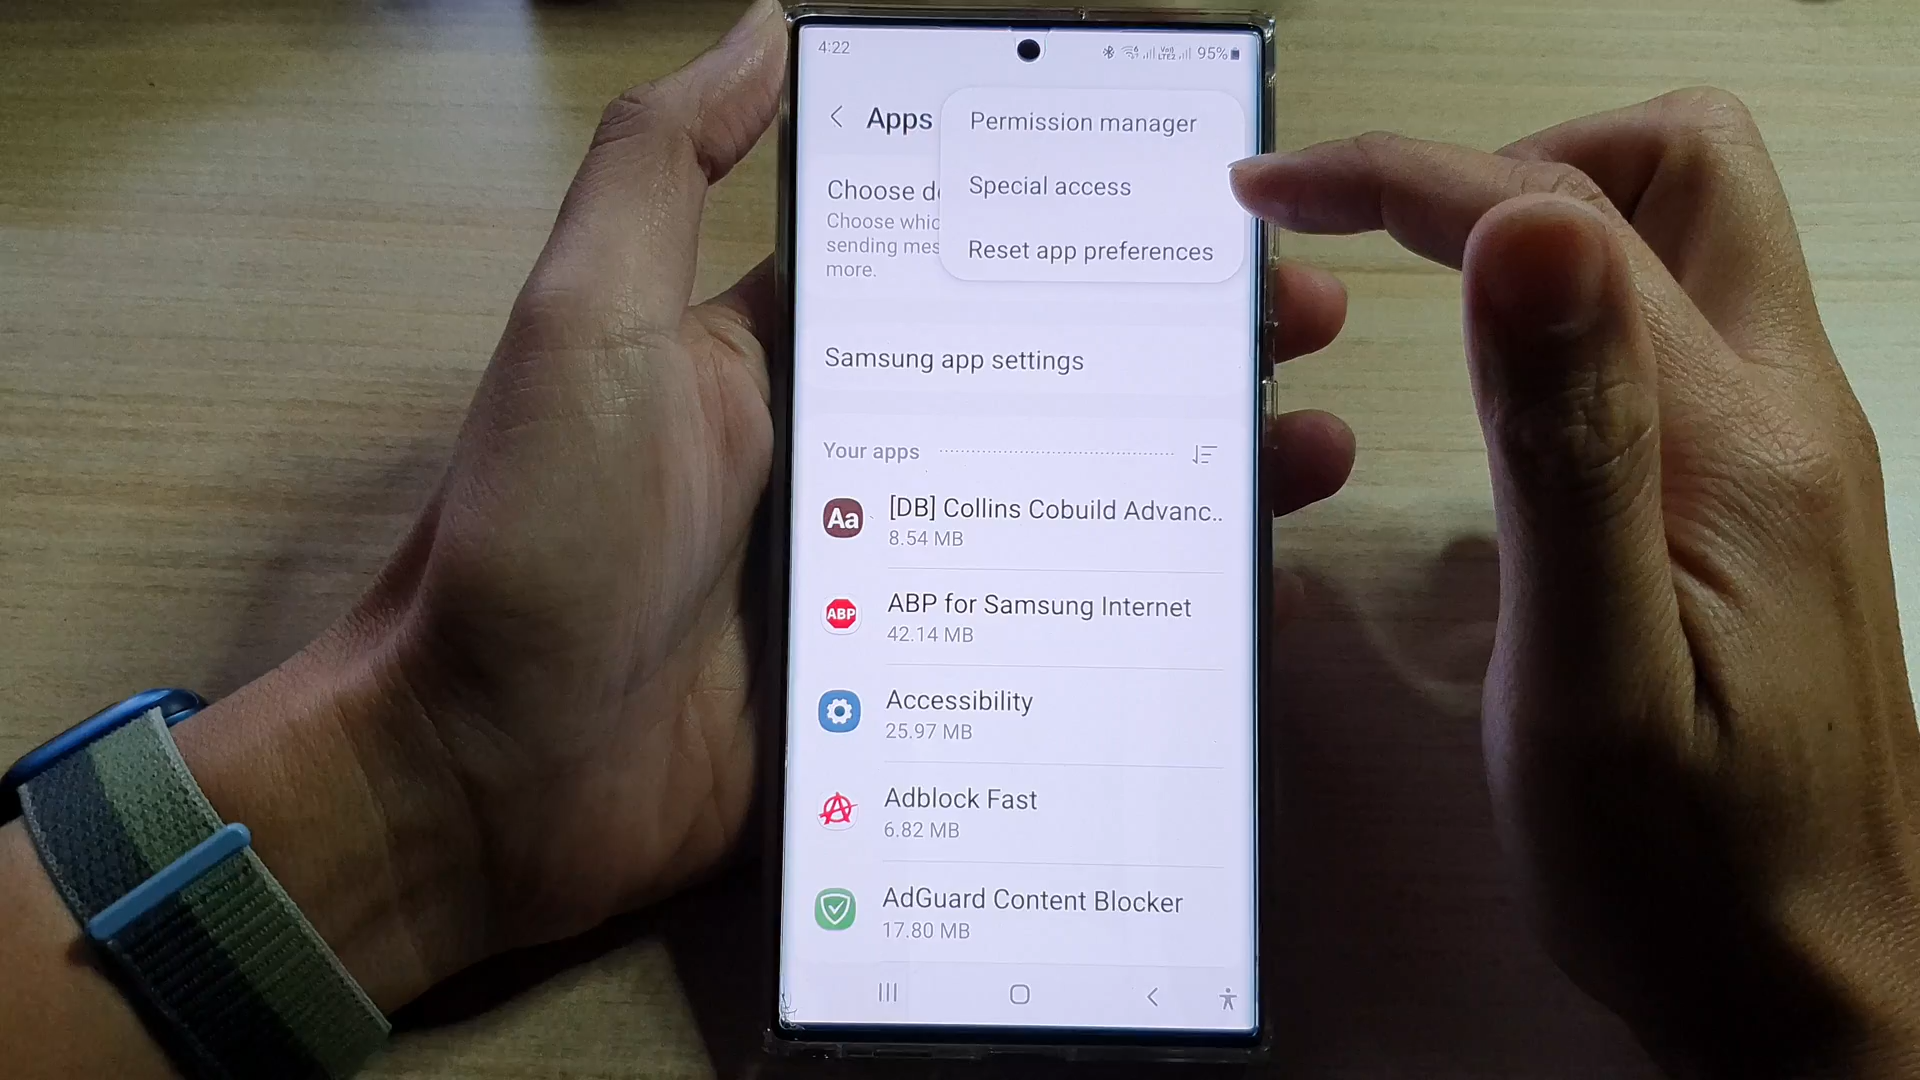 4:22
Vo))
LTE2
95%
Apps
Permission manager
Special access
Reset app preferences
Choose d
Choose whic
sending mes
more.
Samsung app settings
Your apps
Aa
[DB] Collins Cobuild Advanc..
8.54 MB
ABP
ABP for Samsung Internet
42.14 MB
Accessibility
25.97 MB
Adblock Fast
6.82 MB
AdGuard Content Blocker
17.80 MB